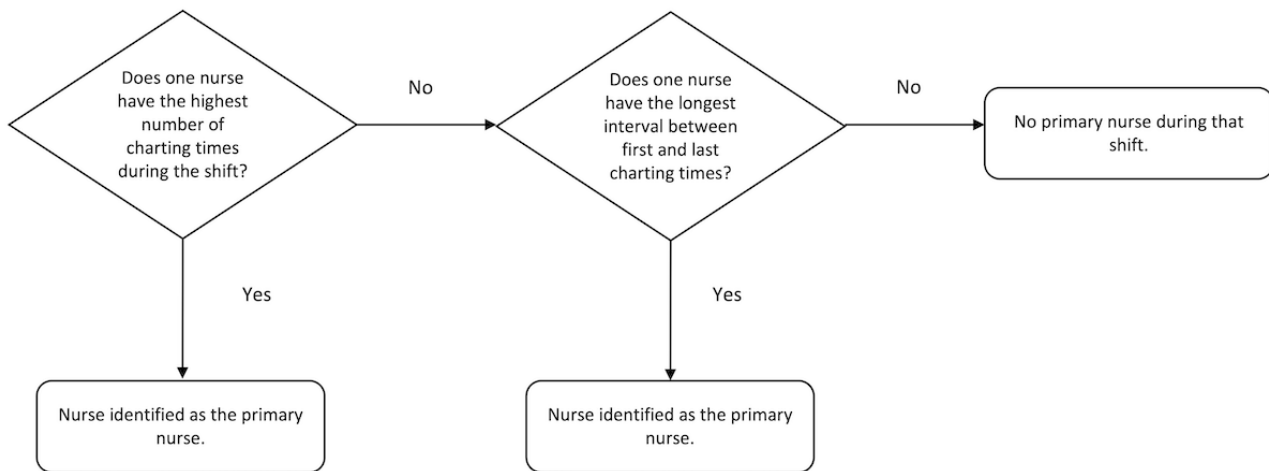 Does one nurse
have the highest
number of
charting times
during the shift?
No
Does one nurse
have the longest
interval between
first and last
charting times?
No
No primary nurse during that
shift.
Yes
Yes
Nurse identified as the primary
nurse.
Nurse identified as the primary
nurse.